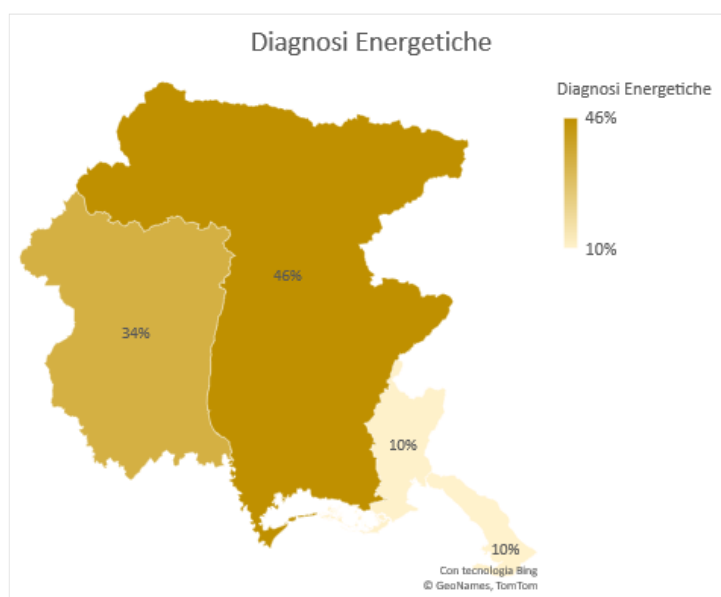 Diagnosi Energetiche
Diagnosi Energetiche
46%
10%
46%
34%
10%
10%
Con tecnologia Bing
© GeoNames, TomTom